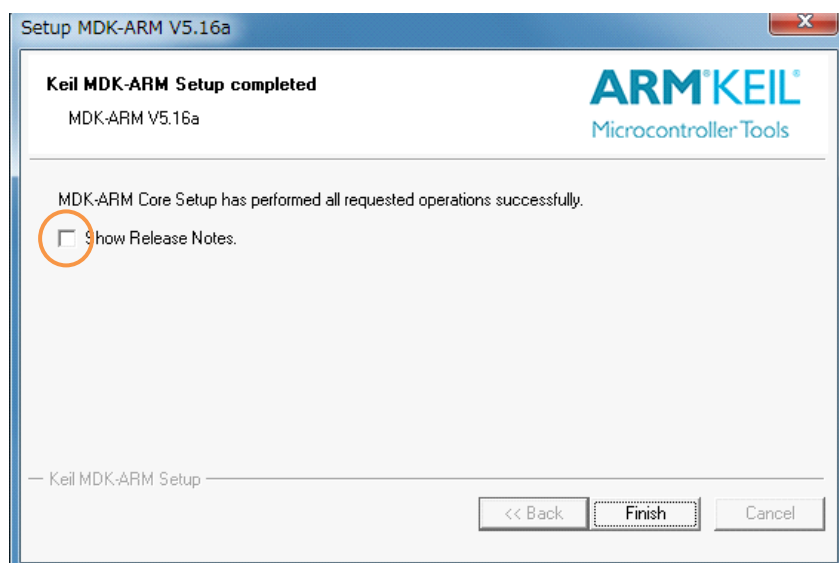 Setup MDK-ARM V5.16a
Keil MDK-ARM Setup completed
MDK-ARM V5.16a
ARM®KEIL®
Microcontroller Tools
MDK-ARM Core Setup has performed all requested operations successfully.
Show Release Notes.
Keil MDK-ARM Setup
<< Back
Finish
Cancel